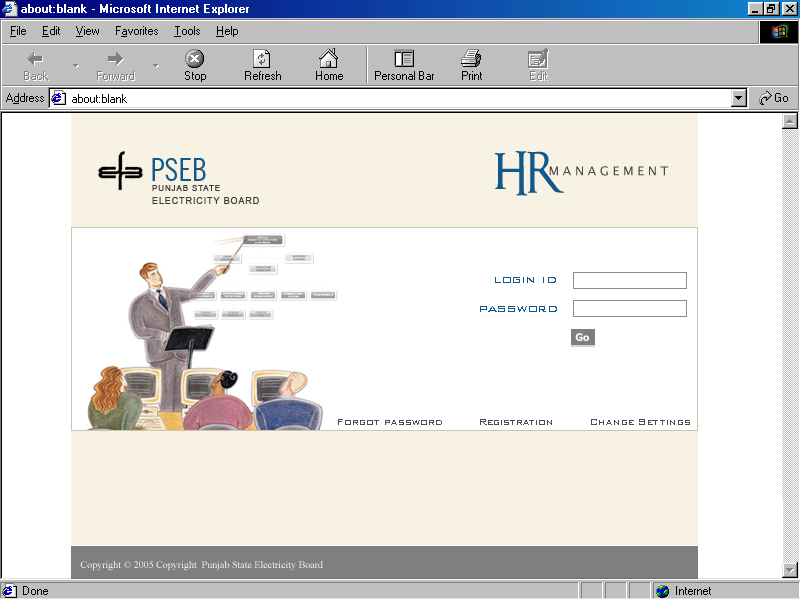 about:blank - Microsoft Internet Explorer
File Edit View Favorites Tools Help
Back Forward Stop Refresh Home Personal Bar Print Edit
Address about:blank Go
PSEB
PUNJAB STATE
ELECTRICITY BOARD
HR MANAGEMENT
LOGIN ID
PASSWORD
Go
FORGOT PASSWORD REGISTRATION CHANGE SETTINGS
Copyright © 2005 Copyright Punjab State Electricity Board
Done Internet